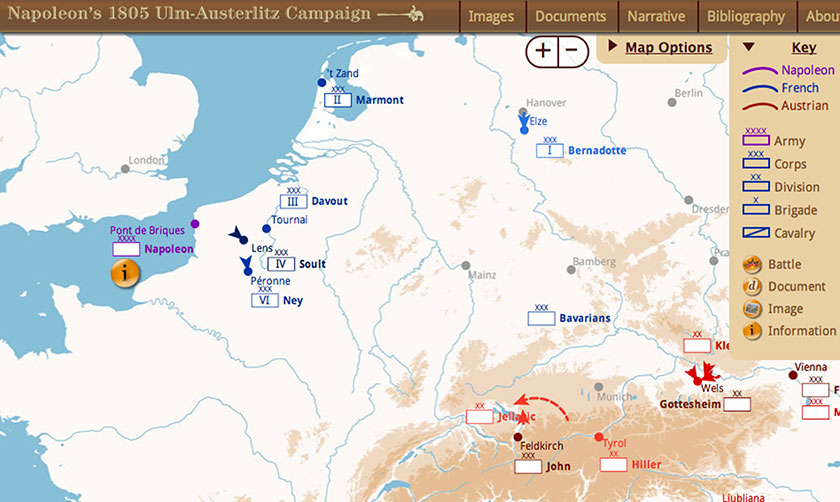 Napoleon's 1805 Ulm-Austerlitz Campaign
Images
Documents
Narrative
Bibliography
Abou
+ −
Map Options
Key
Napoleon
French
Austrian
XXXX
Army
XXX
Corps
XX
Division
X
Brigade
Cavalry
Battle
d
Document
Image
i
Information
't Zand
XXX
II
Marmont
Hanover
Berlin
Elze
XXX
I
Bernadotte
London
XXX
III
Davout
Dresden
Pont de Briques
XXXX
Napoleon
i
Tournai
Lens
XXX
IV
Soult
Péronne
XXX
VI
Ney
Mainz
Bamberg
Pra
XXX
Bavarians
XX
Kle
Vienna
Wels
XXX
F
Munich
XX
Gottesheim
XXX
M
XX
Jellacic
Feldkirch
XXX
John
Tyrol
XX
Hiller
Ljubljana